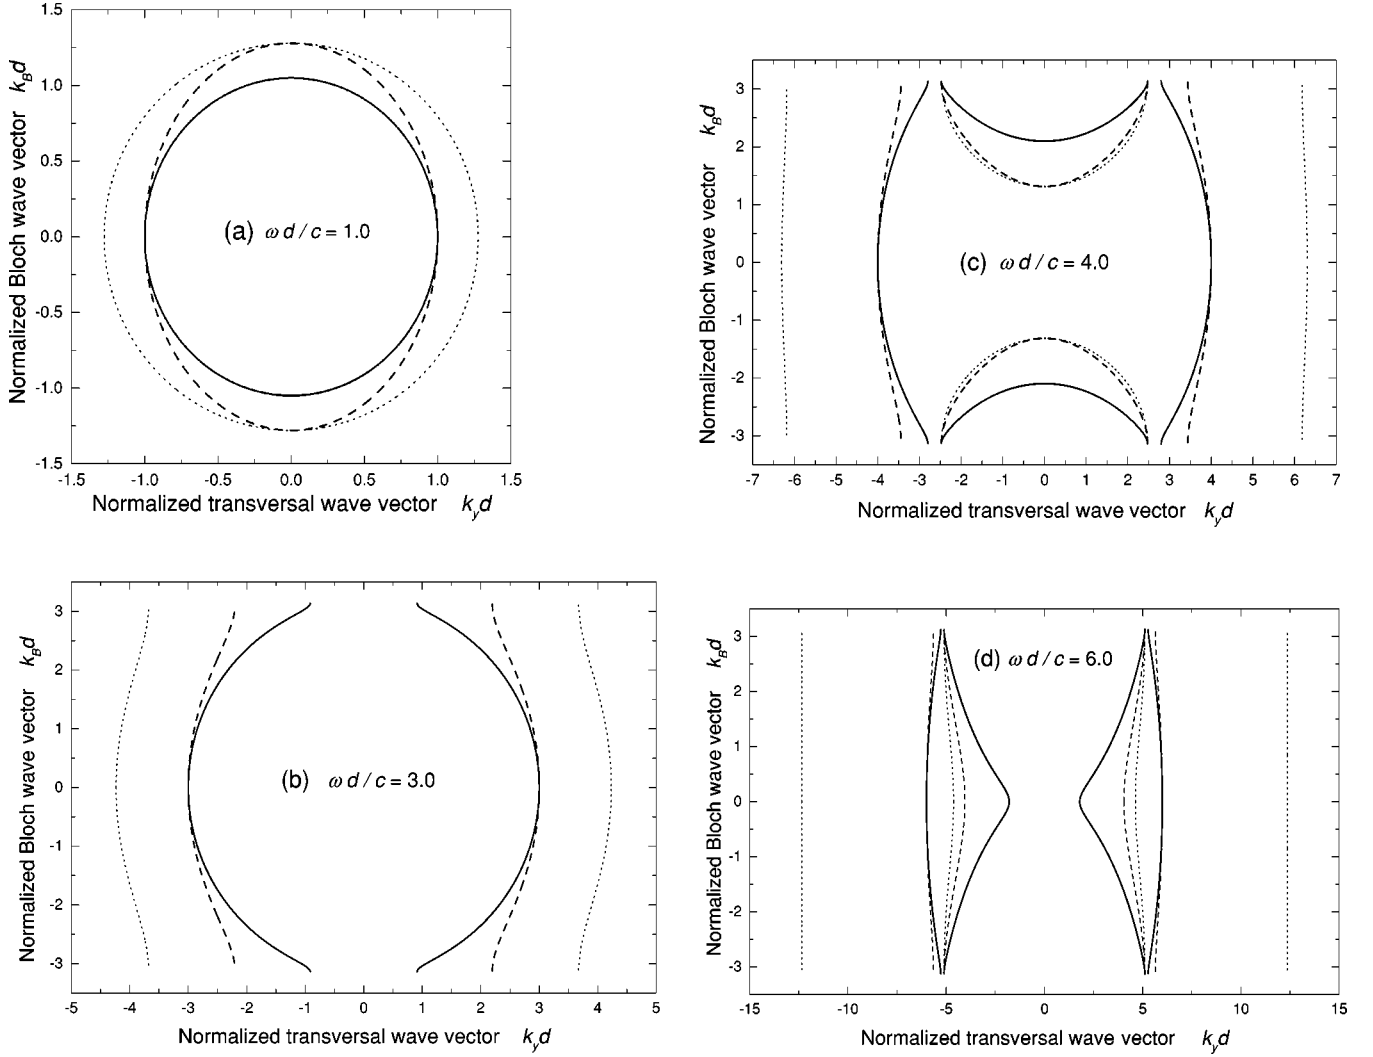 1.5
1.0
0.5
0.0
-0.5
-1.0
-1.5
Normalized Bloch wave vector k_B d
(a) ω d / c = 1.0
-1.5 -1.0 -0.5 0.0 0.5 1.0 1.5
Normalized transversal wave vector k_y d
3
2
1
0
-1
-2
-3
Normalized Bloch wave vector k_B d
(c) ω d / c = 4.0
-7 -6 -5 -4 -3 -2 -1 0 1 2 3 4 5 6 7
Normalized transversal wave vector k_y d
3
2
1
0
-1
-2
-3
Normalized Bloch wave vector k_B d
(b) ω d / c = 3.0
-5 -4 -3 -2 -1 0 1 2 3 4 5
Normalized transversal wave vector k_y d
3
2
1
0
-1
-2
-3
Normalized Bloch wave vector k_B d
(d) ω d / c = 6.0
-15 -10 -5 0 5 10 15
Normalized transversal wave vector k_y d